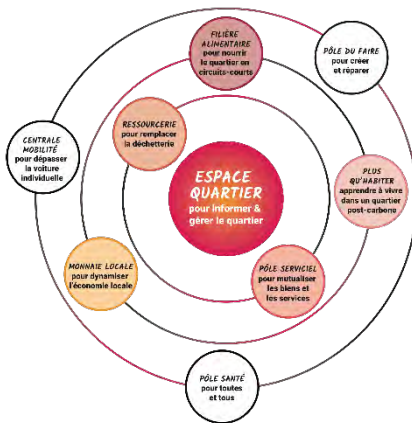 FILIÈRE
ALIMENTAIRE
pour nourrir
le quartier en
circuits-courts
PÔLE DU FAIRE
pour créer
et réparer
RESSOURCERIE
pour remplacer
la déchetterie
CENTRALE
MOBILITÉ
pour dépasser
la voiture
individuelle
ESPACE
QUARTIER
pour informer &
gérer le quartier
PLUS
QU'HABITER
apprendre à vivre
dans un quartier
post-carbone
MONNAIE LOCALE
pour dynamiser
l'économie locale
PÔLE SERVICIEL
pour mutualiser
les biens et
les services
PÔLE SANTÉ
pour toutes
et tous